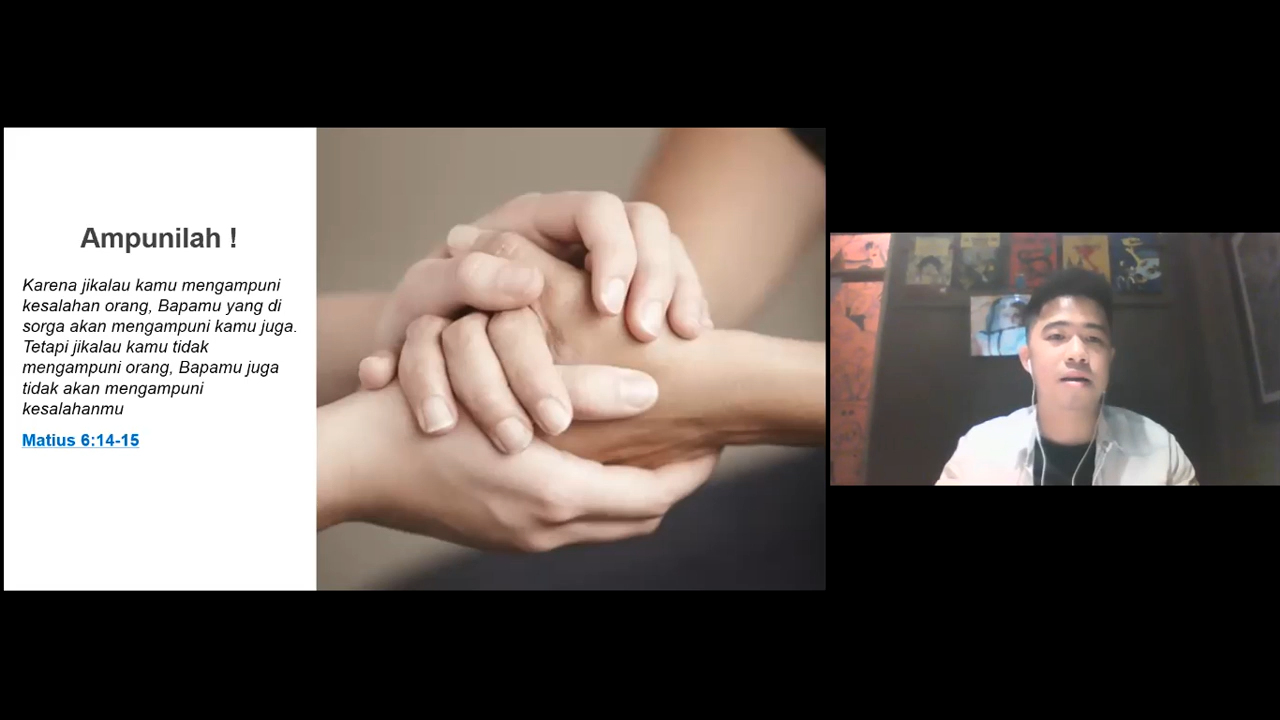 Ampunilah !
Karena jikalau kamu mengampuni
kesalahan orang, Bapamu yang di
sorga akan mengampuni kamu juga.
Tetapi jikalau kamu tidak
mengampuni orang, Bapamu juga
tidak akan mengampuni
kesalahanmu
Matius 6:14-15